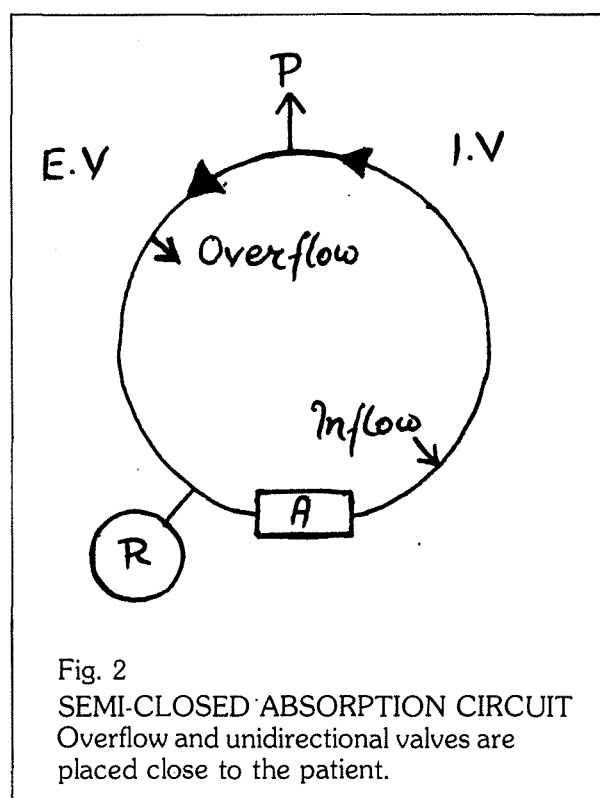 P
E.V
I.V
Overflow
Inflow
A
R
Fig. 2
SEMI-CLOSED ABSORPTION CIRCUIT
Overflow and unidirectional valves are
placed close to the patient.